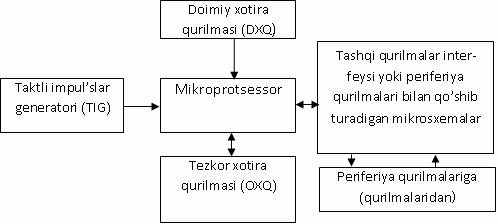 Doimiy xotira
qurilmasi (DXQ)
Taktli impul’slar
generatori (TIG)
Mikroprotsessor
Tashqi qurilmalar inter-
feysi yoki periferiya
qurilmalari bilan qo’shib
turadigan mikrosxemalar
Tezkor xotira
qurilmasi (OXQ)
Periferiya qurilmalariga
(qurilmalaridan)